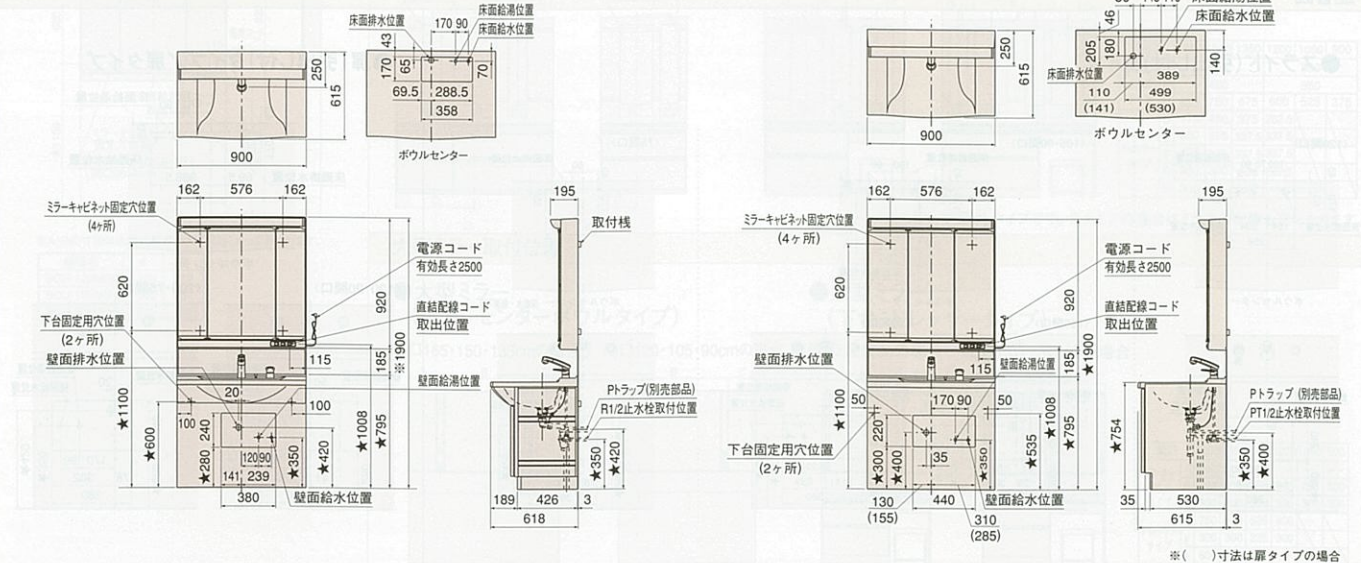 床面排水位置
170 90
床面給湯位置
床面給水位置
43
170
65
70
69.5
288.5
358
ボウルセンター
250
615
900
162
576
162
ミラーキャビネット固定穴位置
(4ヶ所)
620
下台固定用穴位置
(2ヶ所)
壁面排水位置
電源コード
有効長さ2500
直結配線コード
取出位置
115
920
185
※1900
壁面給湯位置
20
100
100
240
★1100
★600
★280
120 90
141
239
380
★350
★420
★1008
★795
壁面給水位置
195
取付桟
Pトラップ(別売部品)
R1/2止水栓取付位置
★350
★420
189
426
3
618
250
615
900
床面給水位置
46
205
180
140
床面排水位置
110
(141)
389
499
(530)
ボウルセンター
162
576
162
ミラーキャビネット固定穴位置
(4ヶ所)
620
電源コード
有効長さ2500
直結配線コード
取出位置
920
壁面排水位置
115
壁面給湯位置
185
★1900
50
170 90
50
★1100
220
下台固定用穴位置
(2ヶ所)
★300
★400
35
★350
★535
★1008
★795
130
(155)
440
壁面給水位置
310
(285)
195
★754
Pトラップ(別売部品)
PT1/2止水栓取付位置
★350
★400
35
530
615
3
※( )寸法は扉タイプの場合